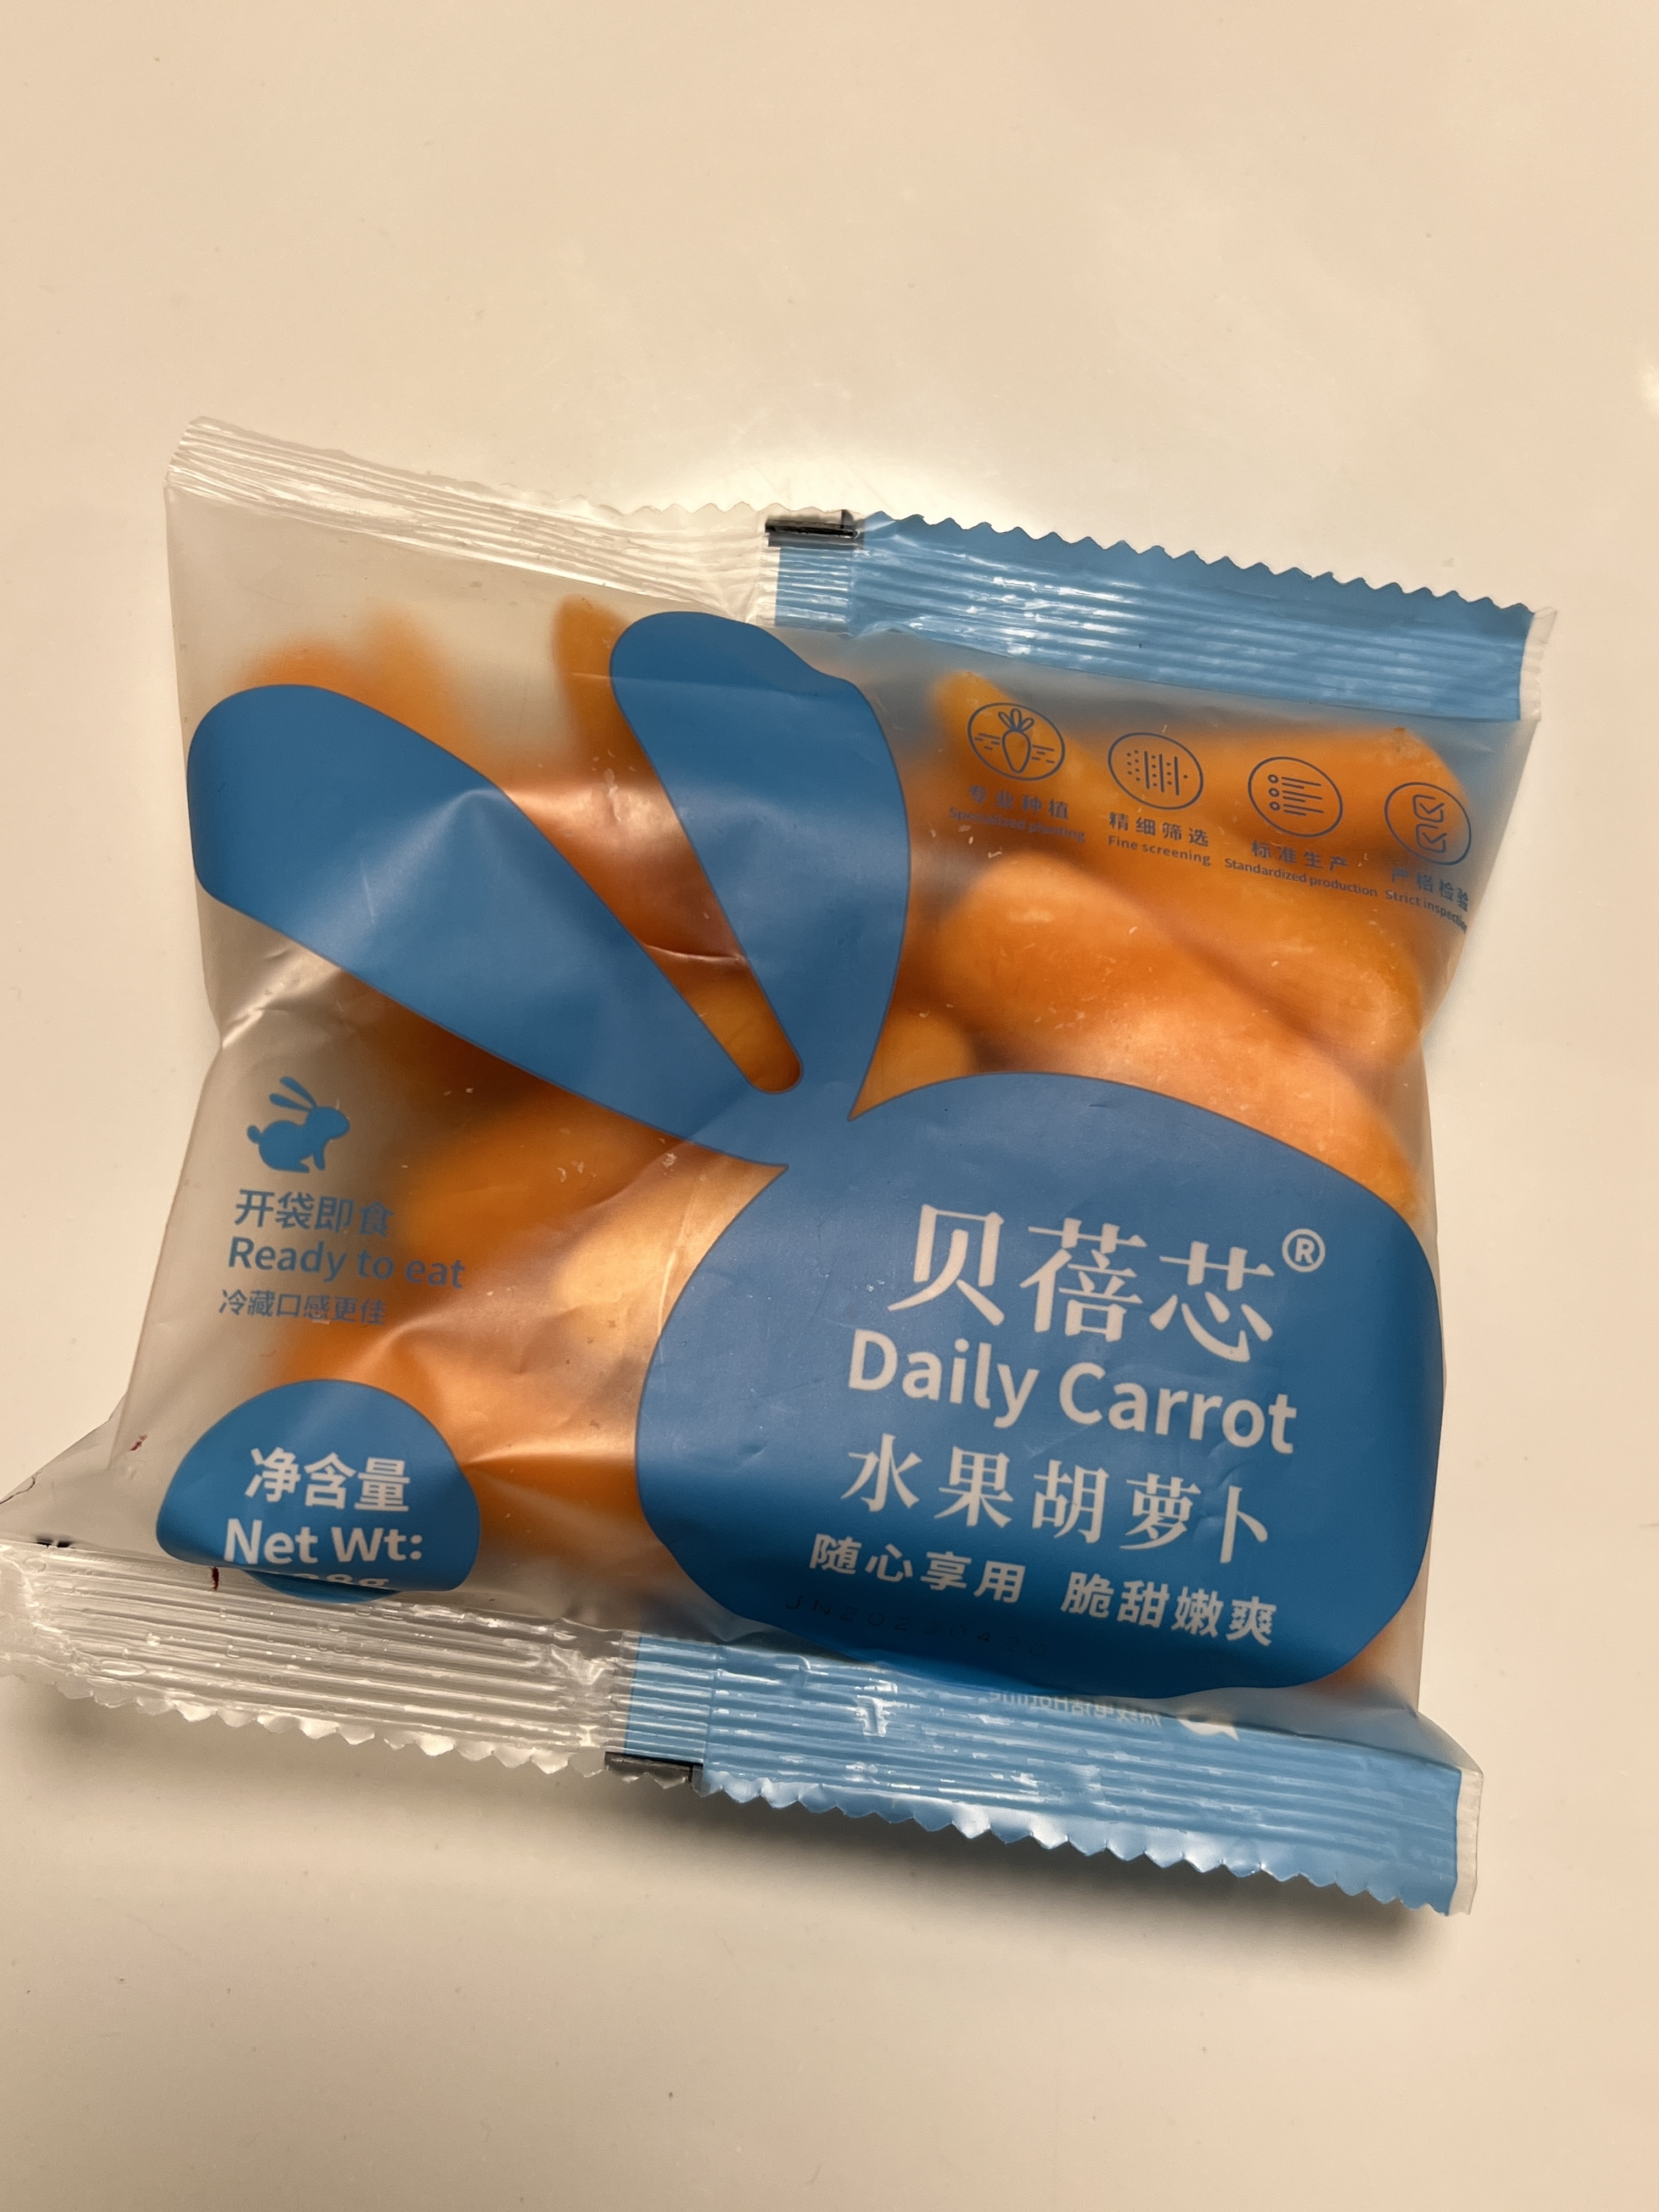 专业种植
Specialized planting
精细筛选
Fine screening
标准生产
Standardized production
严格检验
Strict inspection
开袋即食
Ready to eat
冷藏口感更佳
贝蓓芯®
Daily Carrot
水果胡萝卜
随心享用 脆甜嫩爽
净含量
Net Wt: